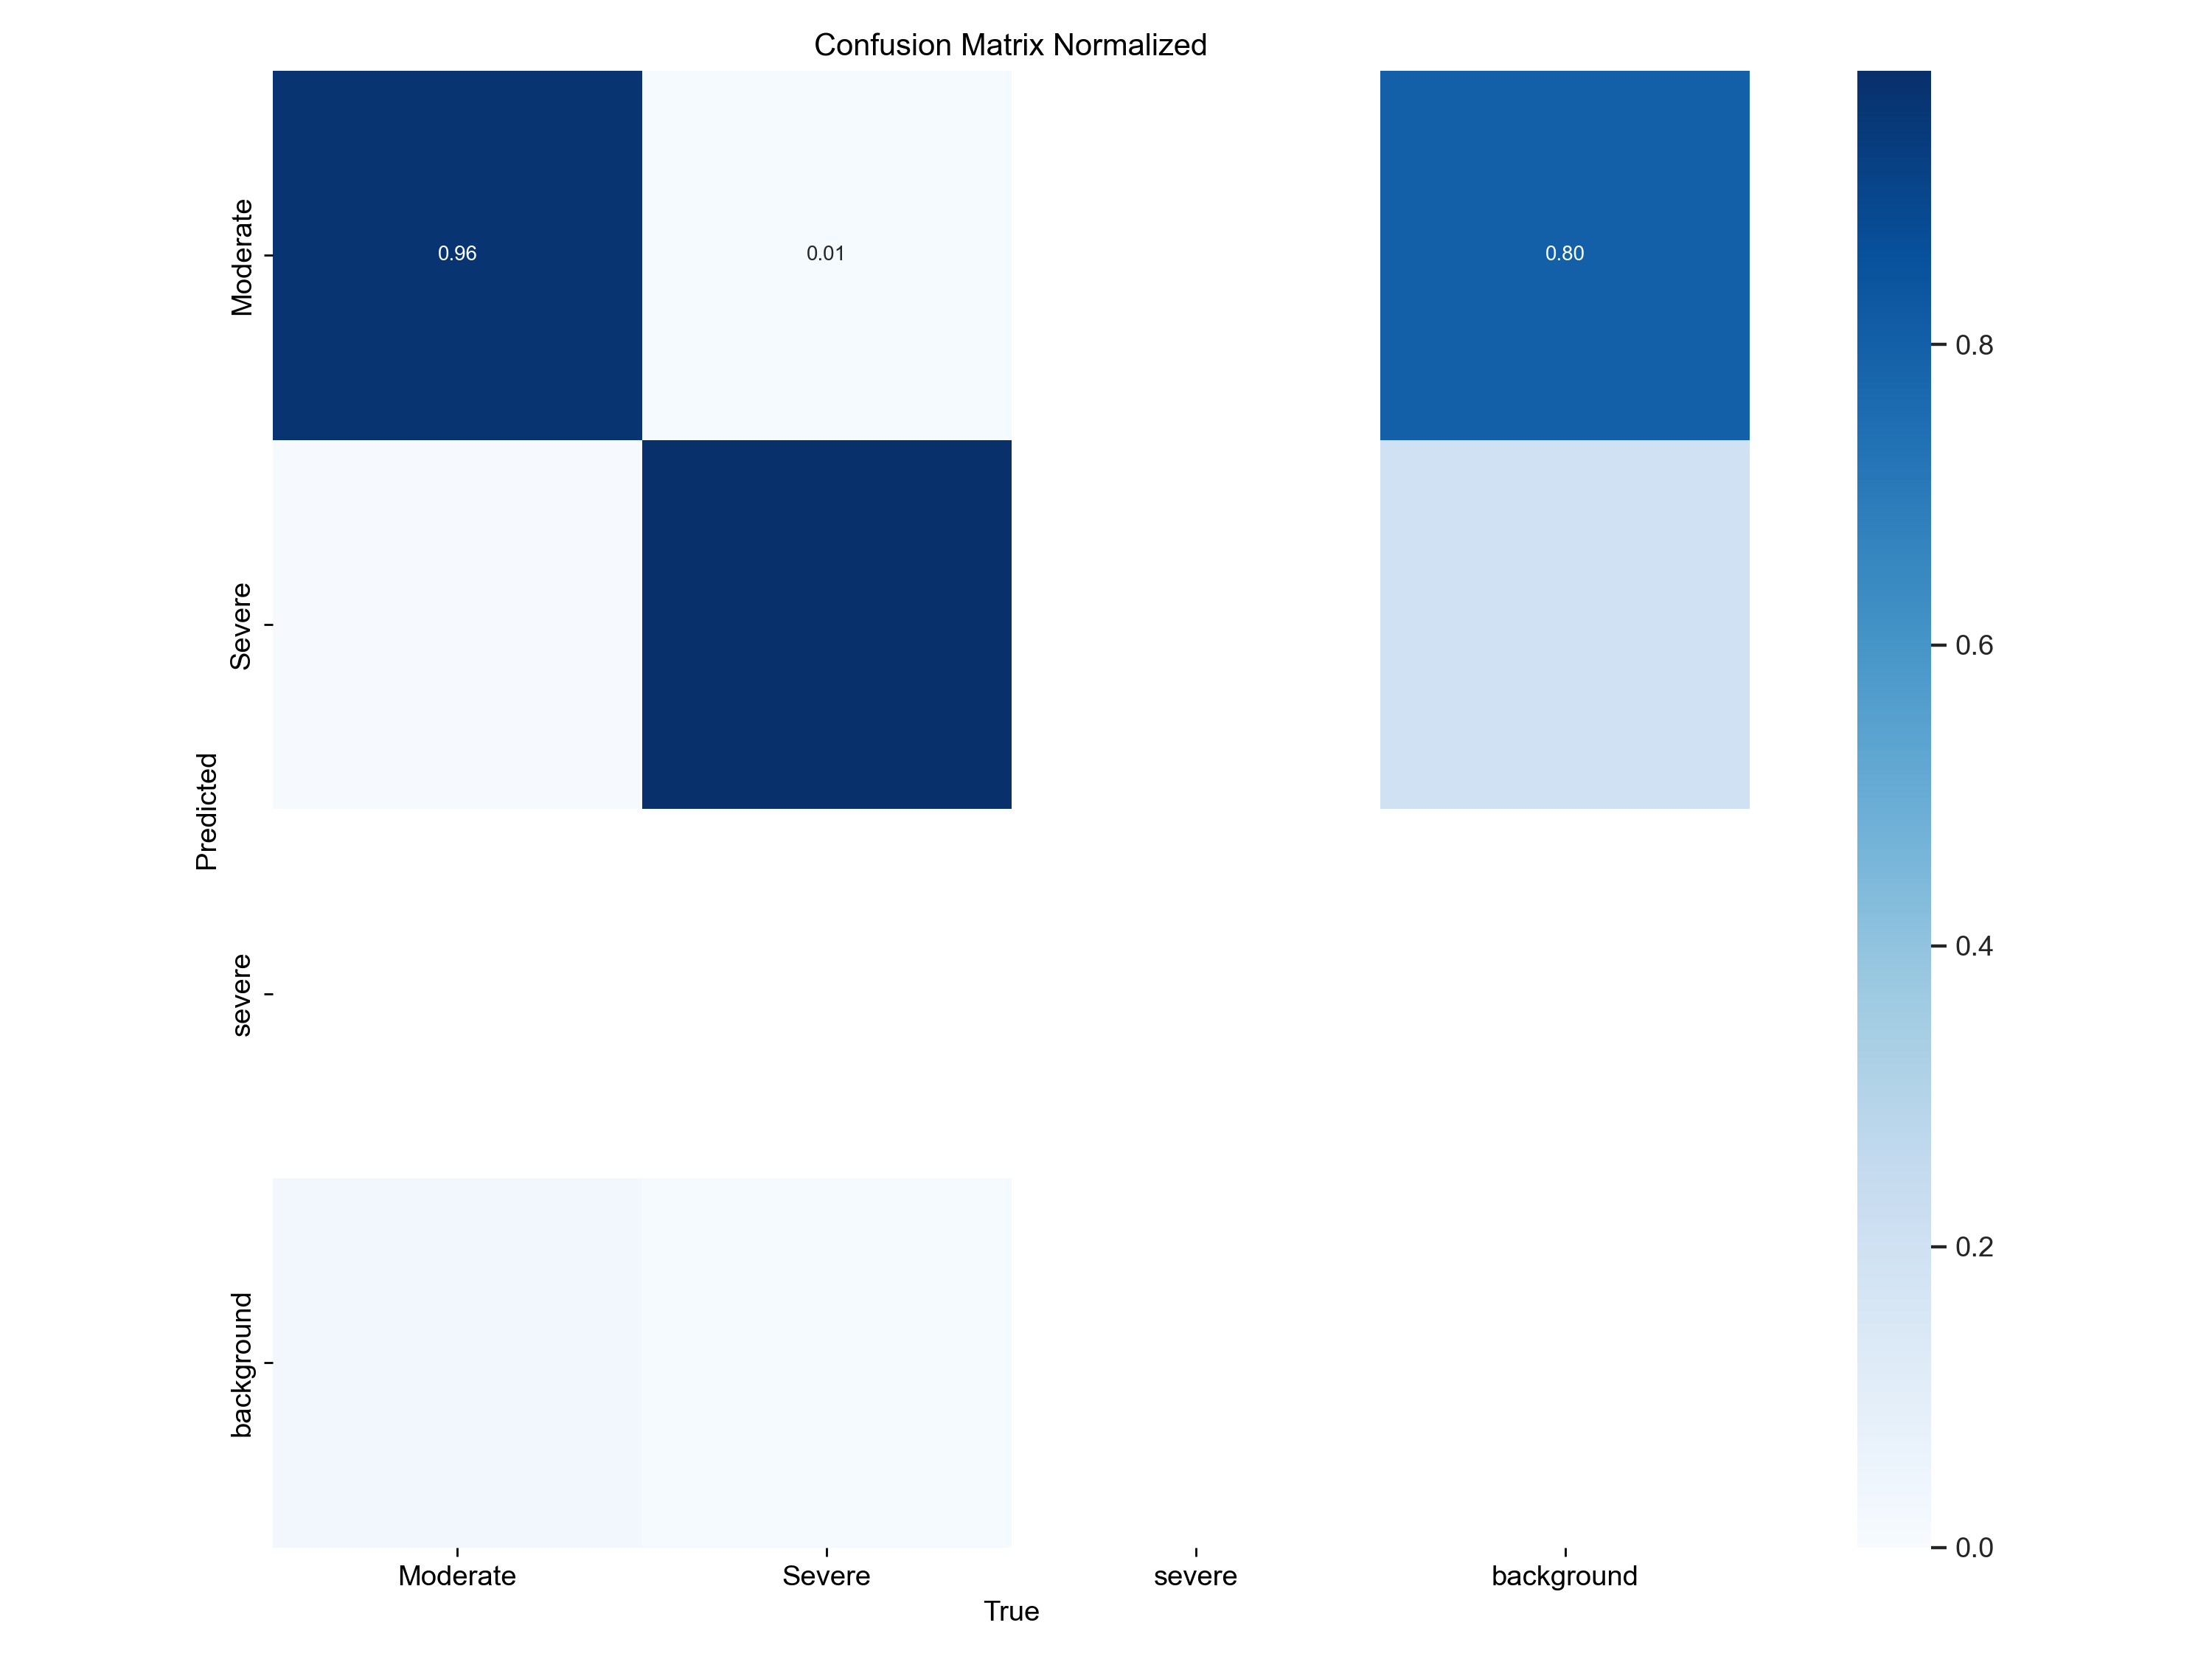 Confusion Matrix Normalized
Moderate
0.96
0.01
0.80
Severe
Predicted
severe
background
Moderate
Severe
severe
background
True
0.8
0.6
0.4
0.2
0.0